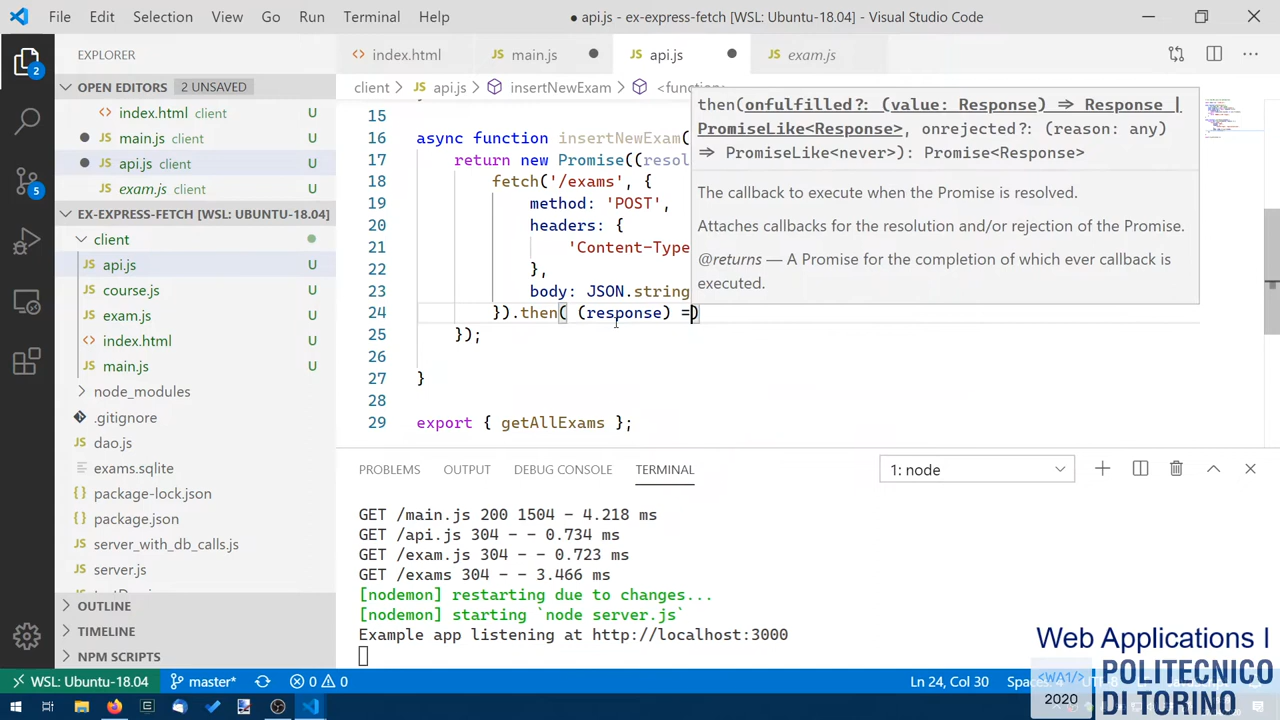 File Edit Selection View Go Run Terminal Help
● api.js - ex-express-fetch [WSL: Ubuntu-18.04] - Visual Studio Code
EXPLORER
OPEN EDITORS 2 UNSAVED
index.html client
JS main.js client
JS api.js client
JS exam.js client
EX-EXPRESS-FETCH [WSL: UBUNTU-18.04]
client
JS api.js U
JS course.js U
JS exam.js U
index.html U
JS main.js U
node_modules
.gitignore
JS dao.js
exams.sqlite
package-lock.json
package.json
JS server_with_db_calls.js
JS server.js
OUTLINE
TIMELINE
NPM SCRIPTS
2
5
index.html JS main.js JS api.js JS exam.js
client > JS api.js > insertNewExam > <function>
15
16 async function insertNewExam(
17 return new Promise((resol
18 fetch('/exams', {
19 method: 'POST',
20 headers: {
21 'Content-Type
22 },
23 body: JSON.string
24 }).then( (response) =)
25 });
26
27 }
28
29 export { getAllExams };
then(onfulfilled?: (value: Response) => Response |
PromiseLike<Response>, onrejected?: (reason: any)
=> PromiseLike<never>): Promise<Response>
The callback to execute when the Promise is resolved.
Attaches callbacks for the resolution and/or rejection of the Promise.
@returns — A Promise for the completion of which ever callback is
executed.
PROBLEMS OUTPUT DEBUG CONSOLE TERMINAL 1: node
GET /main.js 200 1504 - 4.218 ms
GET /api.js 304 - - 0.734 ms
GET /exam.js 304 - - 0.723 ms
GET /exams 304 - - 3.466 ms
[nodemon] restarting due to changes...
[nodemon] starting `node server.js`
Example app listening at http://localhost:3000
WSL: Ubuntu-18.04 master* 0 0 Ln 24, Col 30
Web Applications I
<WA1/>
2020
POLITECNICO
DI TORINO